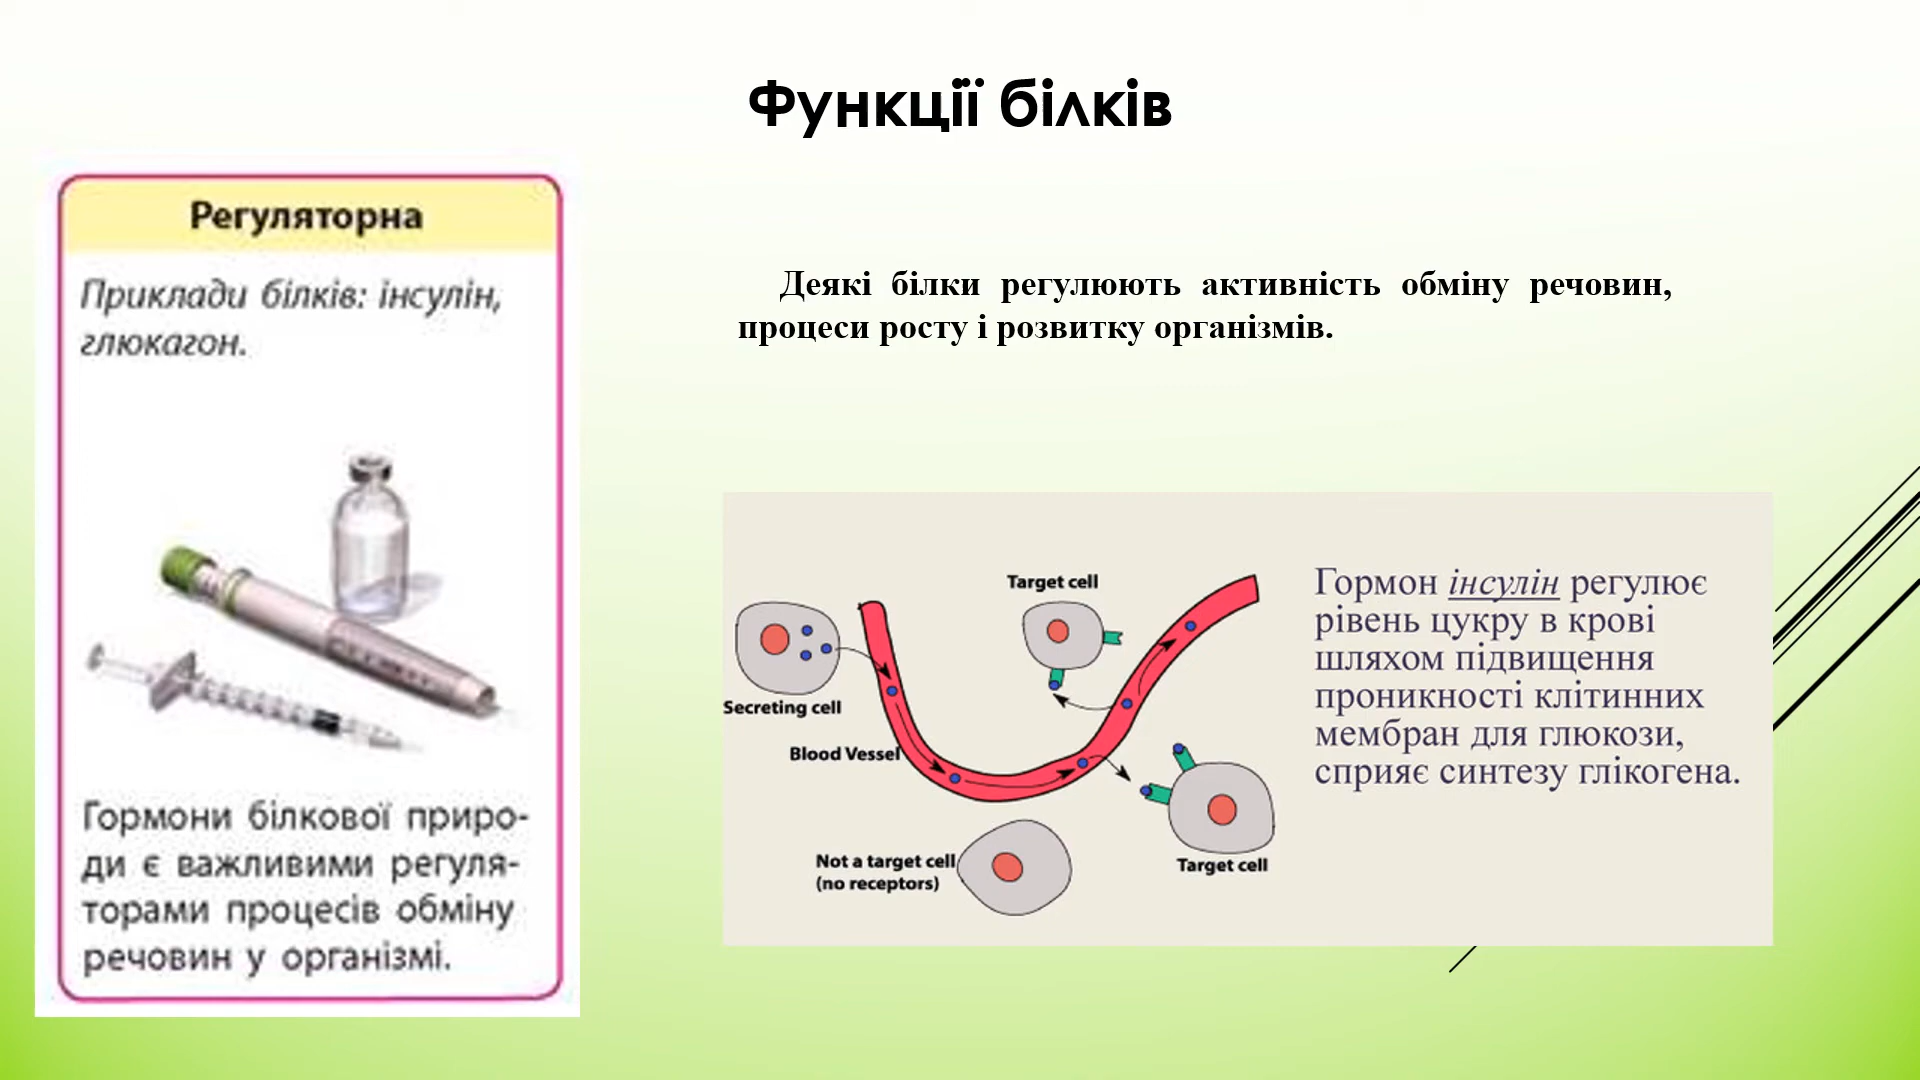 Функції білків
Регуляторна
Приклади білків: інсулін,
глюкагон.
Гормони білкової приро-
ди є важливими регуля-
торами процесів обміну
речовин у організмі.
Деякі білки регулюють активність обміну речовин,
процеси росту і розвитку організмів.
Target cell
Secreting cell
Blood Vessel
Not a target cell
(no receptors)
Target cell
Гормон інсулін регулює
рівень цукру в крові
шляхом підвищення
проникності клітинних
мембран для глюкози,
сприяє синтезу глікогена.